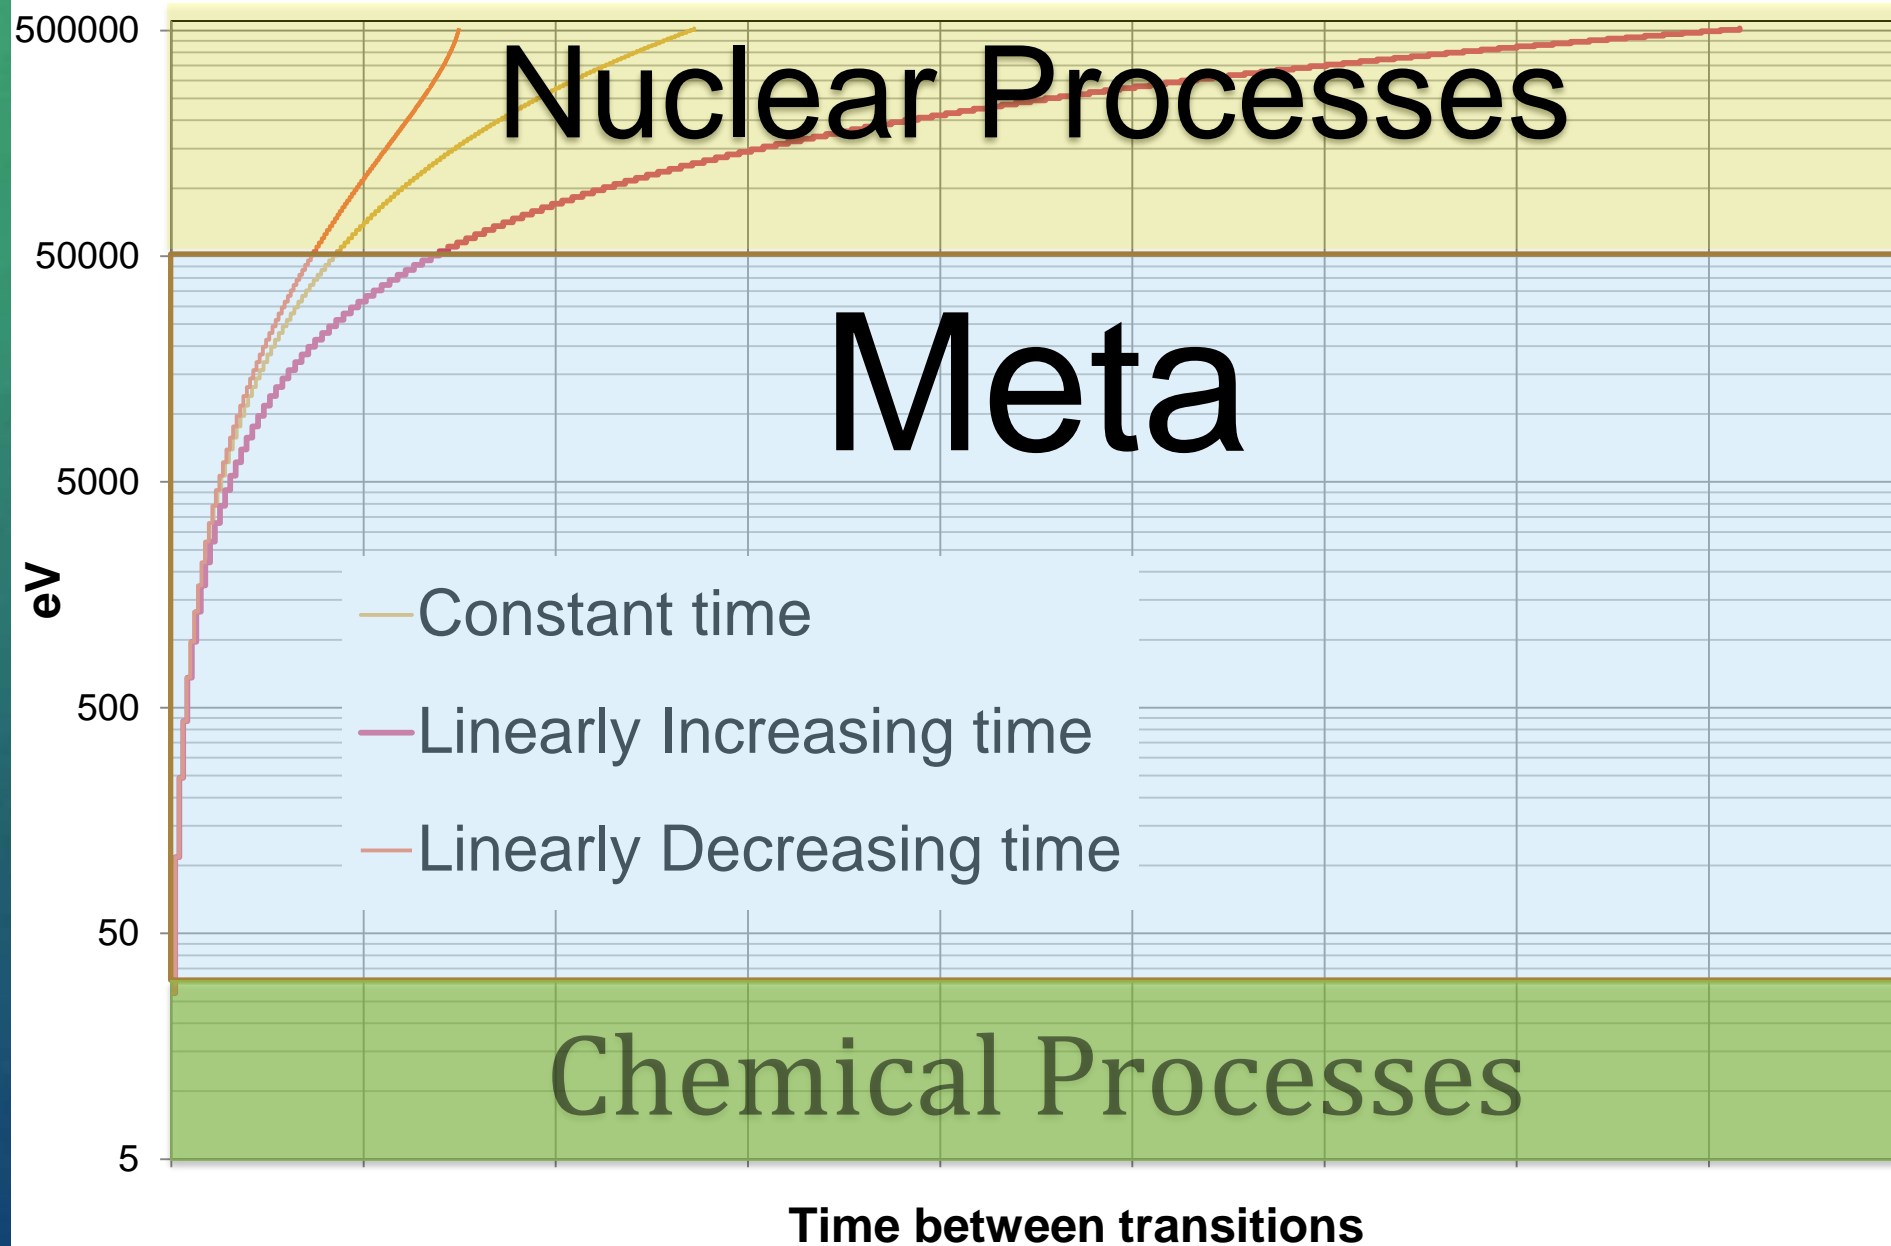 500000
Nuclear Processes
50000
Meta
5000
eV
Constant time
500
Linearly Increasing time
Linearly Decreasing time
50
Chemical Processes
5
Time between transitions